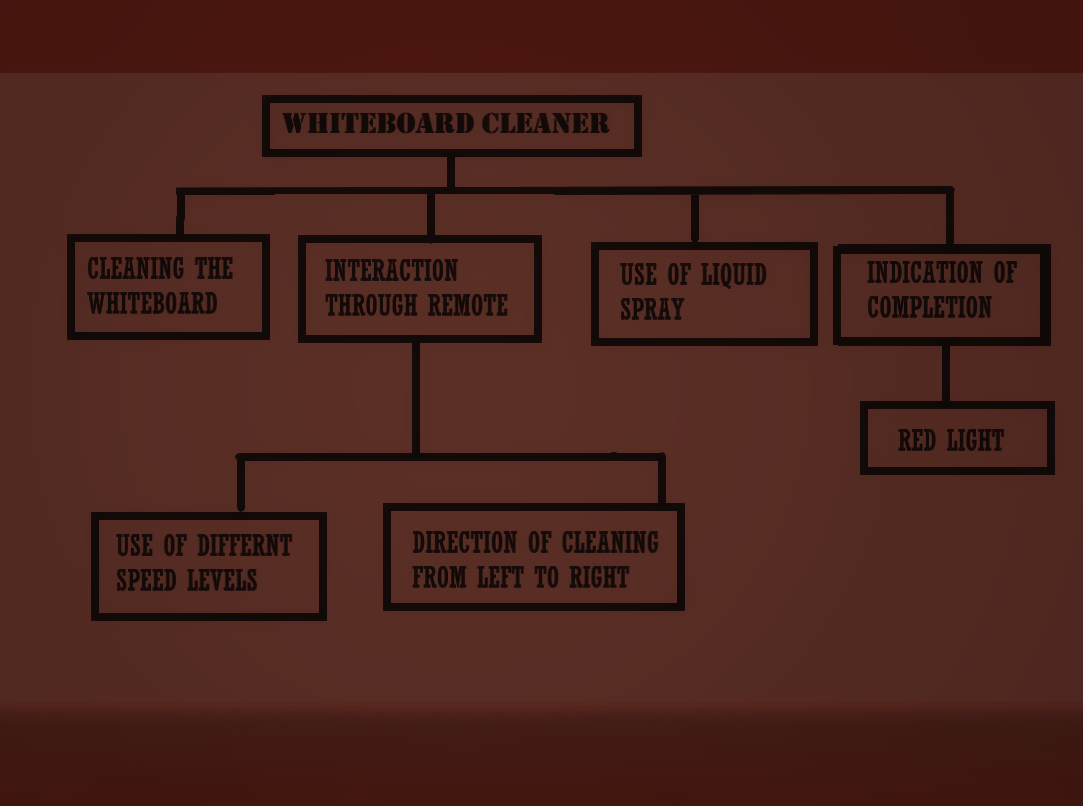 WHITEBOARD CLEANER
CLEANING THE
WHITEBOARD
INTERACTION
THROUGH REMOTE
USE OF LIQUID
SPRAY
INDICATION OF
COMPLETION
RED LIGHT
USE OF DIFFERNT
SPEED LEVELS
DIRECTION OF CLEANING
FROM LEFT TO RIGHT